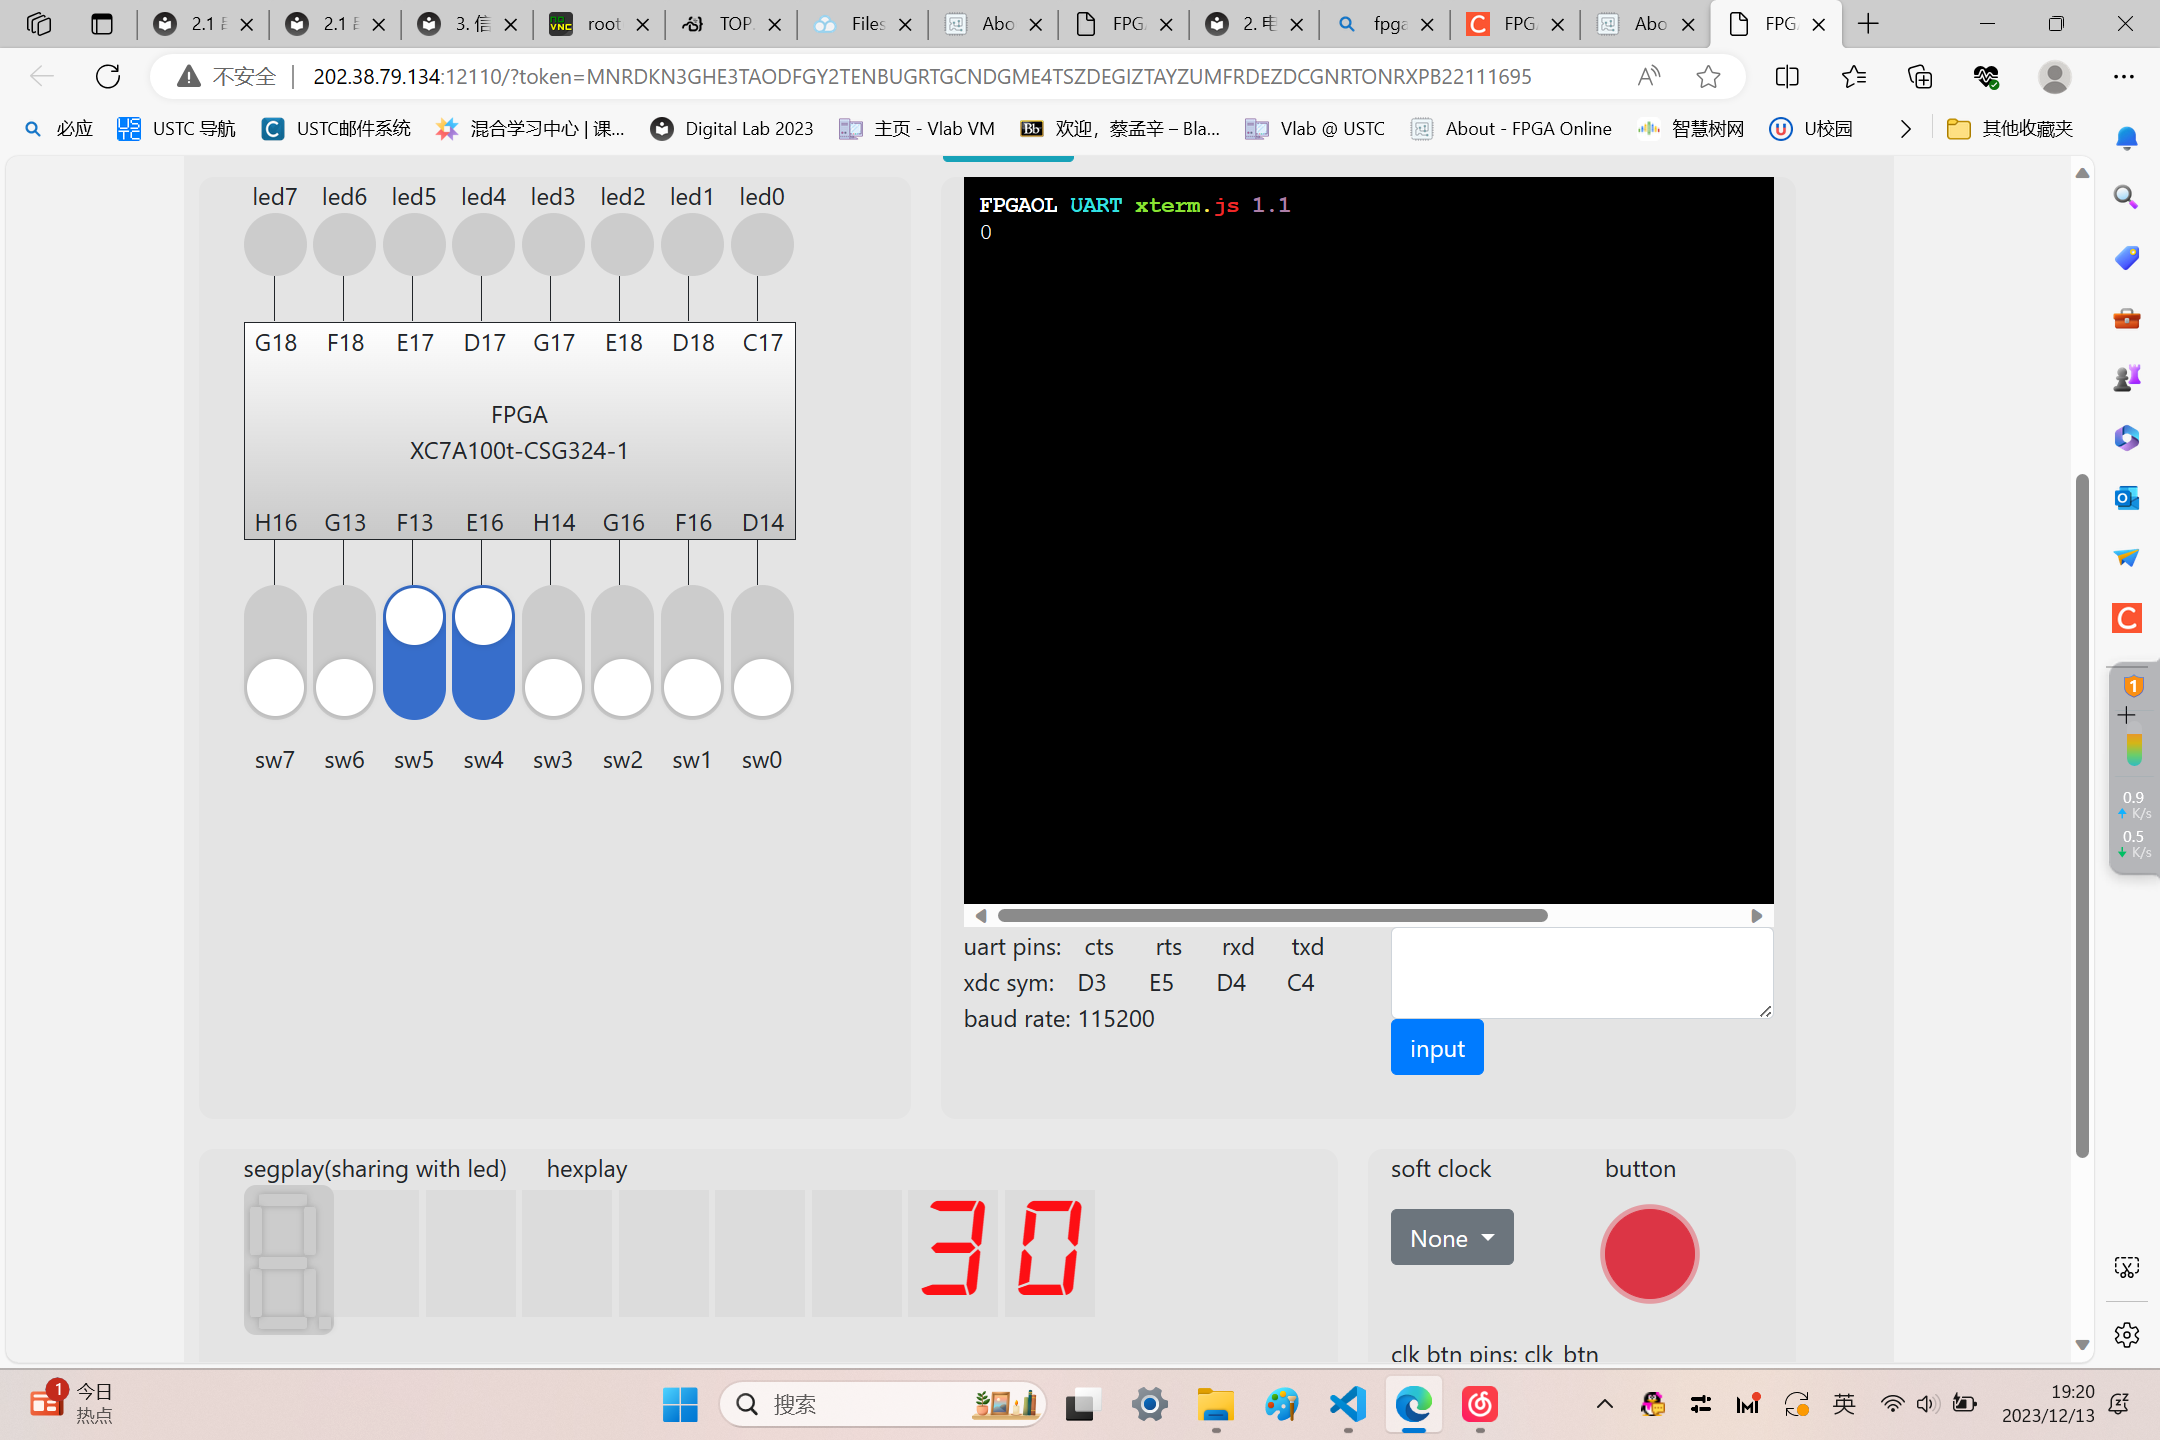 2.1
2.1
3. 信
root
TOP.
Files
Abo
FPG
2. 电
fpga
FPG
Abo
FPG
不安全
202.38.79.134:12110/?token=MNRDKN3GHE3TAODFGY2TENBUGRTGCNDGME4TSZDEGIZTAYZUMFRDEZDCGNRTONRXPB22111695
必应
USTC 导航
USTC邮件系统
混合学习中心 | 课...
Digital Lab 2023
主页 - Vlab VM
欢迎，蔡孟辛 – Bla...
Vlab @ USTC
About - FPGA Online
智慧树网
U校园
其他收藏夹
led7 led6 led5 led4 led3 led2 led1 led0
G18 F18 E17 D17 G17 E18 D18 C17
FPGA
XC7A100t-CSG324-1
H16 G13 F13 E16 H14 G16 F16 D14
sw7 sw6 sw5 sw4 sw3 sw2 sw1 sw0
FPGAOL UART xterm.js 1.1
0
uart pins: cts rts rxd txd
xdc sym: D3 E5 D4 C4
baud rate: 115200
input
segplay(sharing with led) hexplay
30
soft clock button
None
clk btn pins: clk_btn
1
0.9
K/s
0.5
K/s
1
今日
热点
搜索
英
19:20
2023/12/13